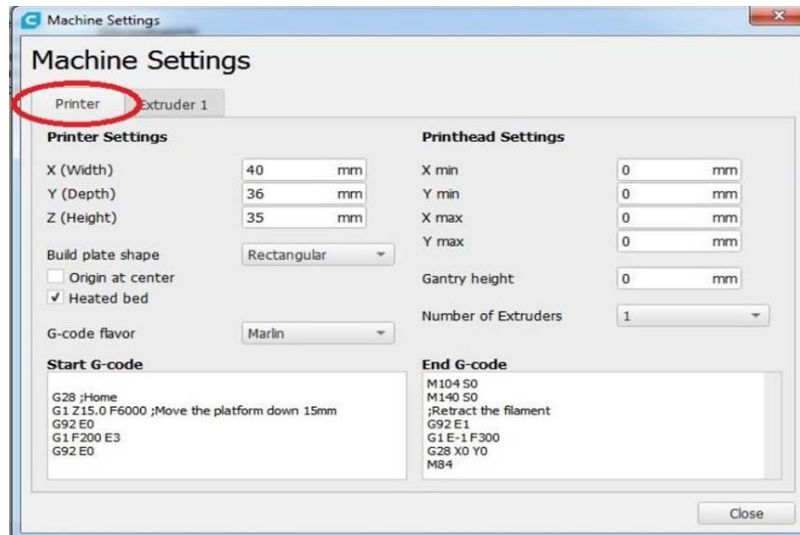 Machine Settings
Machine Settings
Printer
Extruder 1
Printer Settings
X (Width) 40 mm
Y (Depth) 36 mm
Z (Height) 35 mm
Build plate shape Rectangular
Origin at center
Heated bed
G-code flavor Marlin
Printhead Settings
X min 0 mm
Y min 0 mm
X max 0 mm
Y max 0 mm
Gantry height 0 mm
Number of Extruders 1
Start G-code
G28 ;Home
G1 Z15.0 F6000 ;Move the platform down 15mm
G92 E0
G1 F200 E3
G92 E0
End G-code
M104 S0
M140 S0
;Retract the filament
G92 E1
G1 E-1 F300
G28 X0 Y0
M84
Close